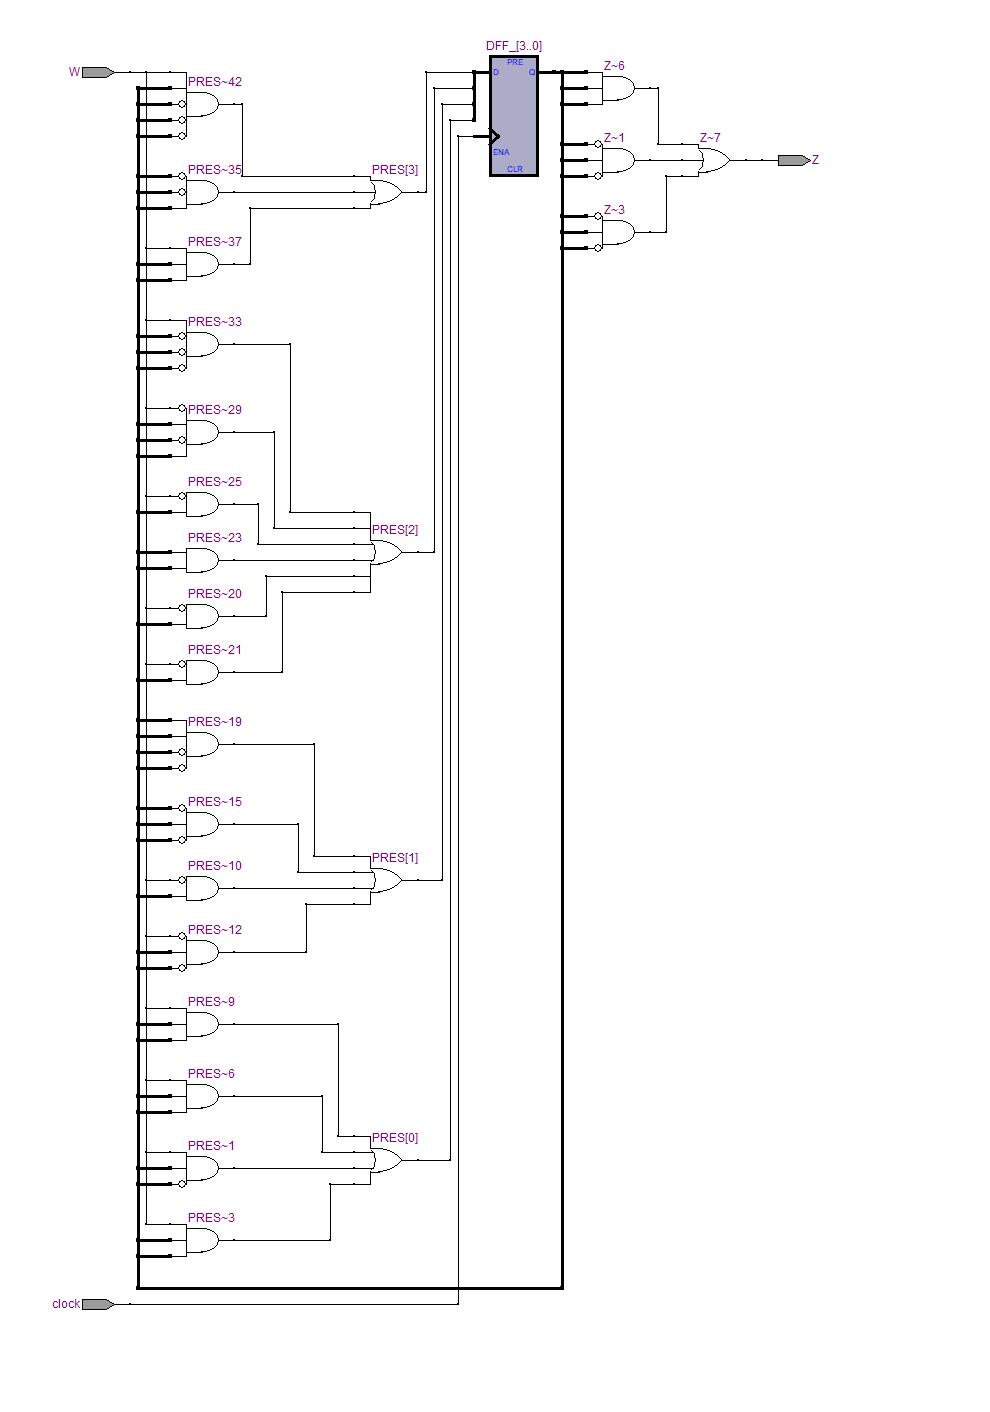 DFF_[3..0]
W
PRES~42
PRE
D
Q
Z~6
Z~1
Z~7
Z
ENA
CLR
PRES~35
PRES[3]
Z~3
PRES~37
PRES~33
PRES~29
PRES~25
PRES[2]
PRES~23
PRES~20
PRES~21
PRES~19
PRES~15
PRES[1]
PRES~10
PRES~12
PRES~9
PRES~6
PRES[0]
PRES~1
PRES~3
clock